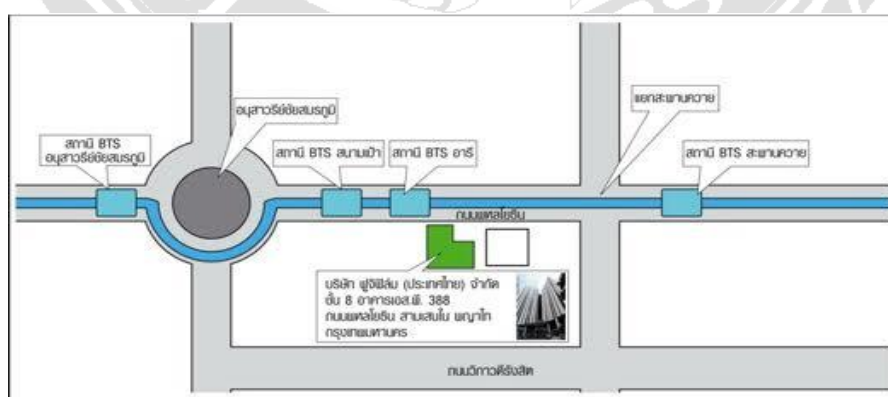 อนุสาวรีย์ชัยสมรภูมิ
แยกสะพานควาย
สถานี BTS
อนุสาวรีย์ชัยสมรภูมิ
สถานี BTS สนามเป้า
สถานี BTS อารี
สถานี BTS สะพานควาย
ถนนพหลโยธิน
บริษัท ฟูจิฟิล์ม (ประเทศไทย) จำกัด
ชั้น 8 อาคารเอส.พี. 388
ถนนพหลโยธิน สามเสนใน พญาไท
กรุงเทพมหานคร
ถนนวิภาวดีรังสิต